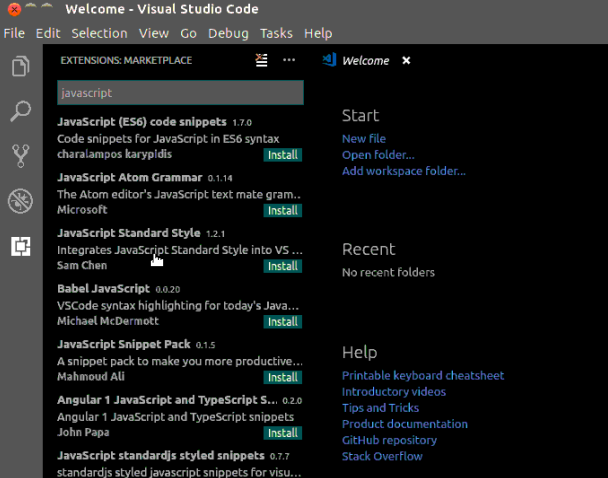 Welcome - Visual Studio Code
File Edit Selection View Go Debug Tasks Help
EXTENSIONS: MARKETPLACE
javascript
JavaScript (ES6) code snippets 1.7.0
Code snippets for JavaScript in ES6 syntax
charalampos karypidis Install
JavaScript Atom Grammar 0.1.14
The Atom editor's JavaScript text mate gram...
Microsoft Install
JavaScript Standard Style 1.2.1
Integrates JavaScript Standard Style into VS ...
Sam Chen Install
Babel JavaScript 0.0.20
VSCode syntax highlighting for today's Java...
Michael McDermott Install
JavaScript Snippet Pack 0.1.5
A snippet pack to make you more productive...
Mahmoud Ali Install
Angular 1 JavaScript and TypeScript S... 0.2.0
Angular 1 JavaScript and TypeScript snippets
John Papa Install
JavaScript standardjs styled snippets 0.7.7
standardjs styled javascript snippets for visu...
Welcome
Start
New file
Open folder...
Add workspace folder...
Recent
No recent folders
Help
Printable keyboard cheatsheet
Introductory videos
Tips and Tricks
Product documentation
GitHub repository
Stack Overflow